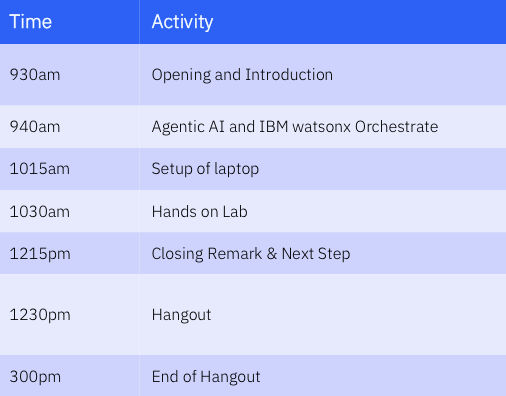 Time Activity
930am Opening and Introduction
940am Agentic AI and IBM watsonx Orchestrate
1015am Setup of laptop
1030am Hands on Lab
1215pm Closing Remark & Next Step
1230pm Hangout
300pm End of Hangout